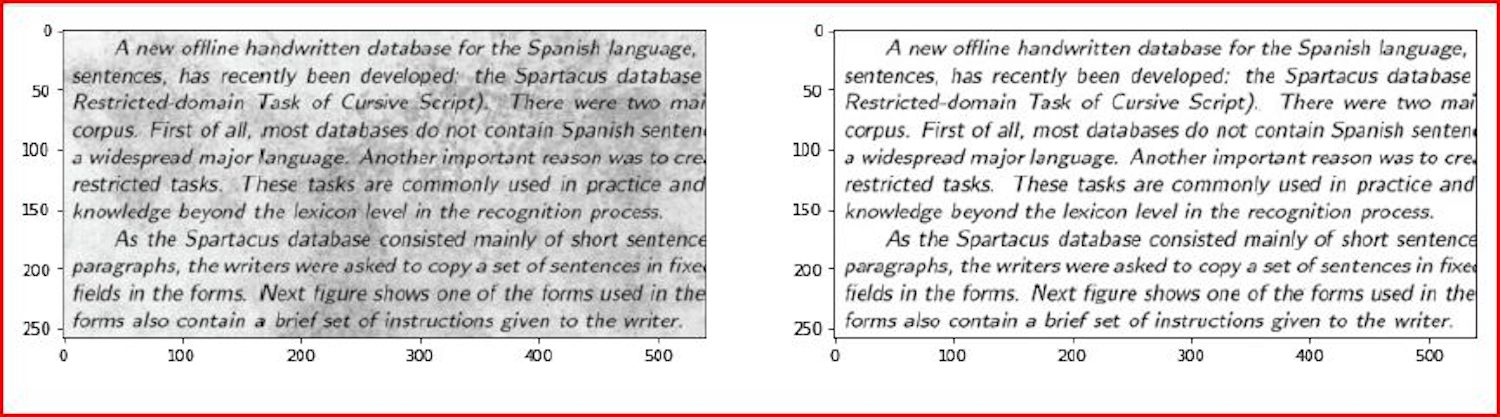 0
50
100
150
200
250
0 100 200 300 400 500
A new offline handwritten database for the Spanish language,
sentences, has recently been developed: the Spartacus database
Restricted-domain Task of Cursive Script). There were two mai
corpus. First of all, most databases do not contain Spanish senten
a widespread major language. Another important reason was to cre
restricted tasks. These tasks are commonly used in practice and
knowledge beyond the lexicon level in the recognition process.
As the Spartacus database consisted mainly of short sentence
paragraphs, the writers were asked to copy a set of sentences in fixe
fields in the forms. Next figure shows one of the forms used in the
forms also contain a brief set of instructions given to the writer.
0
50
100
150
200
250
0 100 200 300 400 500
A new offline handwritten database for the Spanish language,
sentences, has recently been developed: the Spartacus database
Restricted-domain Task of Cursive Script). There were two mai
corpus. First of all, most databases do not contain Spanish senten
a widespread major language. Another important reason was to cre
restricted tasks. These tasks are commonly used in practice and
knowledge beyond the lexicon level in the recognition process.
As the Spartacus database consisted mainly of short sentence
paragraphs, the writers were asked to copy a set of sentences in fixe
fields in the forms. Next figure shows one of the forms used in the
forms also contain a brief set of instructions given to the writer.